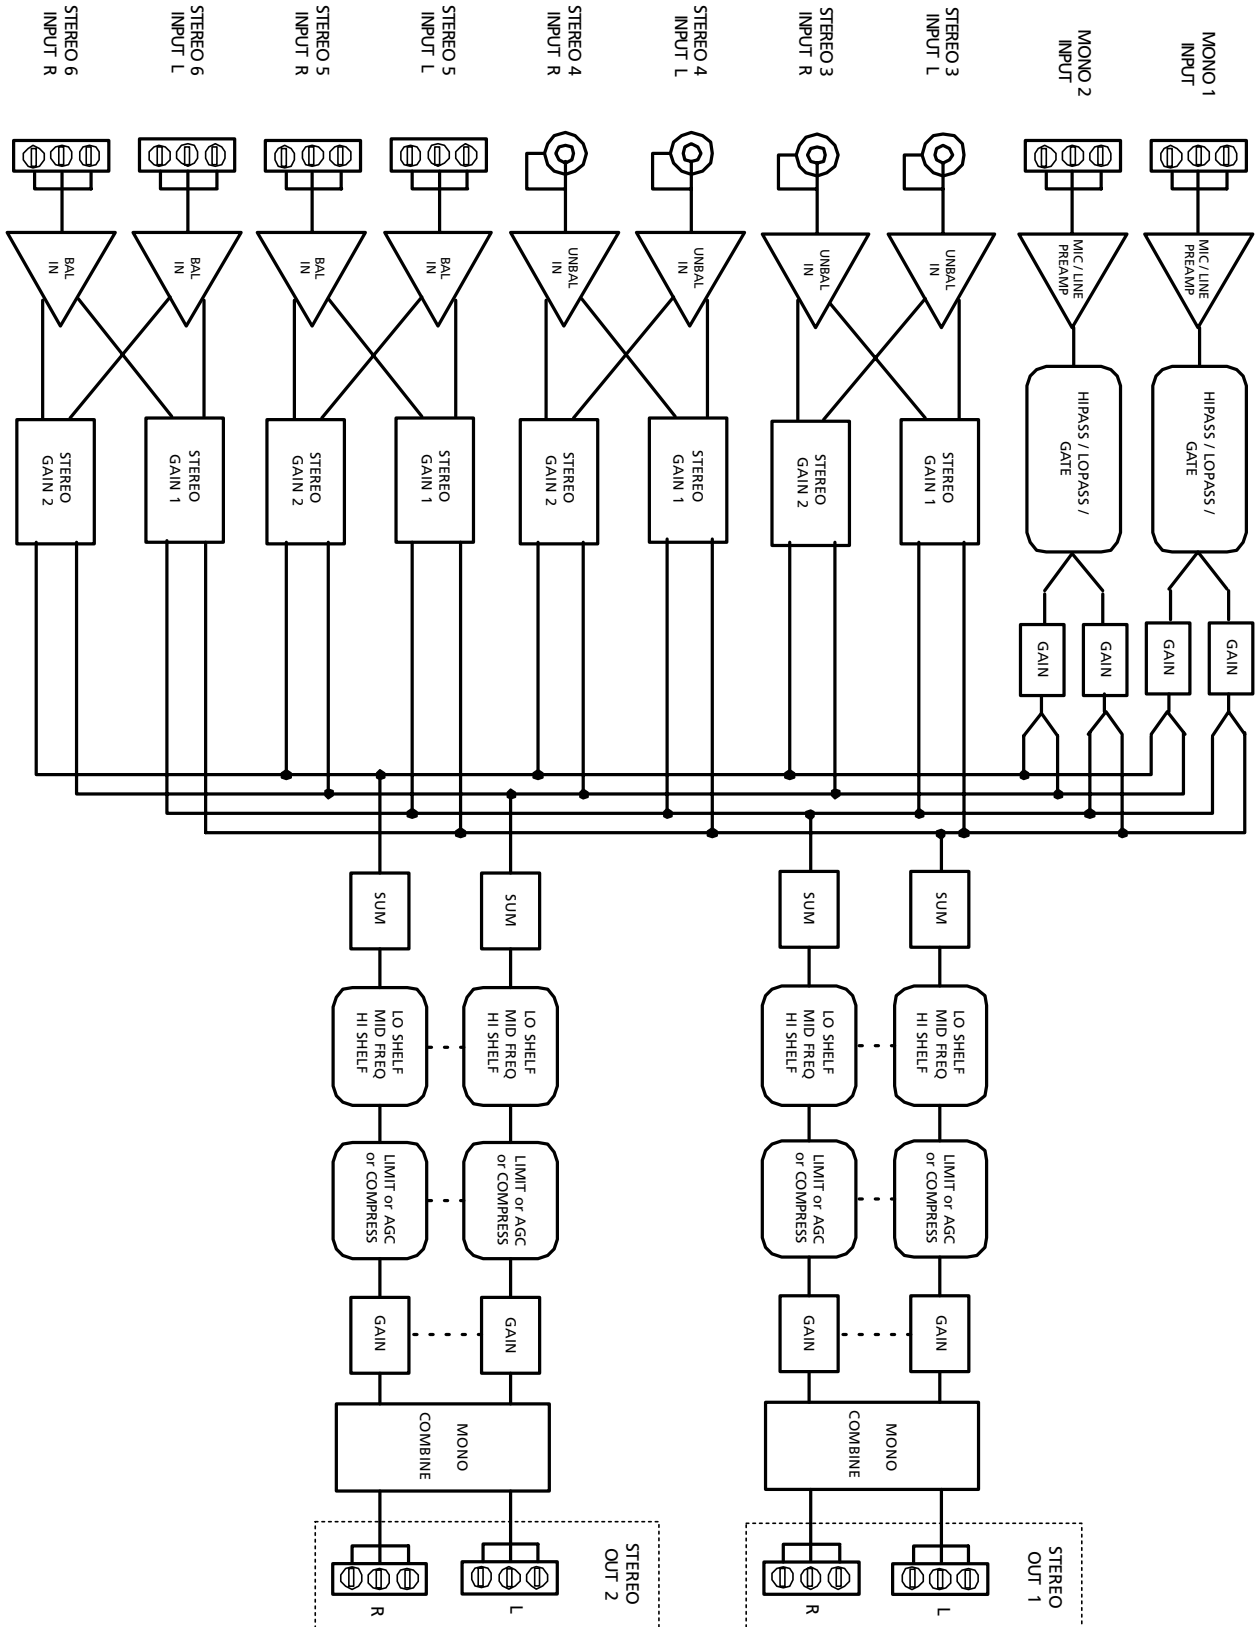 MONO 1
INPUT
MIC / LINE
PREAMP
HIPASS / LOPASS /
GATE
GAIN
GAIN
MONO 2
INPUT
MIC / LINE
PREAMP
HIPASS / LOPASS /
GATE
GAIN
GAIN
STEREO 3
INPUT L
UNBAL
IN
STEREO
GAIN 1
STEREO 3
INPUT R
UNBAL
IN
STEREO
GAIN 2
STEREO 4
INPUT L
UNBAL
IN
STEREO
GAIN 1
STEREO 4
INPUT R
UNBAL
IN
STEREO
GAIN 2
STEREO 5
INPUT L
BAL
IN
STEREO
GAIN 1
STEREO 5
INPUT R
BAL
IN
STEREO
GAIN 2
STEREO 6
INPUT L
BAL
IN
STEREO
GAIN 1
STEREO 6
INPUT R
BAL
IN
STEREO
GAIN 2
SUM
LO SHELF
MID FREQ
HI SHELF
LIMIT or AGC
or COMPRESS
GAIN
SUM
LO SHELF
MID FREQ
HI SHELF
LIMIT or AGC
or COMPRESS
GAIN
MONO
COMBINE
STEREO
OUT 1
L
R
SUM
LO SHELF
MID FREQ
HI SHELF
LIMIT or AGC
or COMPRESS
GAIN
SUM
LO SHELF
MID FREQ
HI SHELF
LIMIT or AGC
or COMPRESS
GAIN
MONO
COMBINE
STEREO
OUT 2
L
R